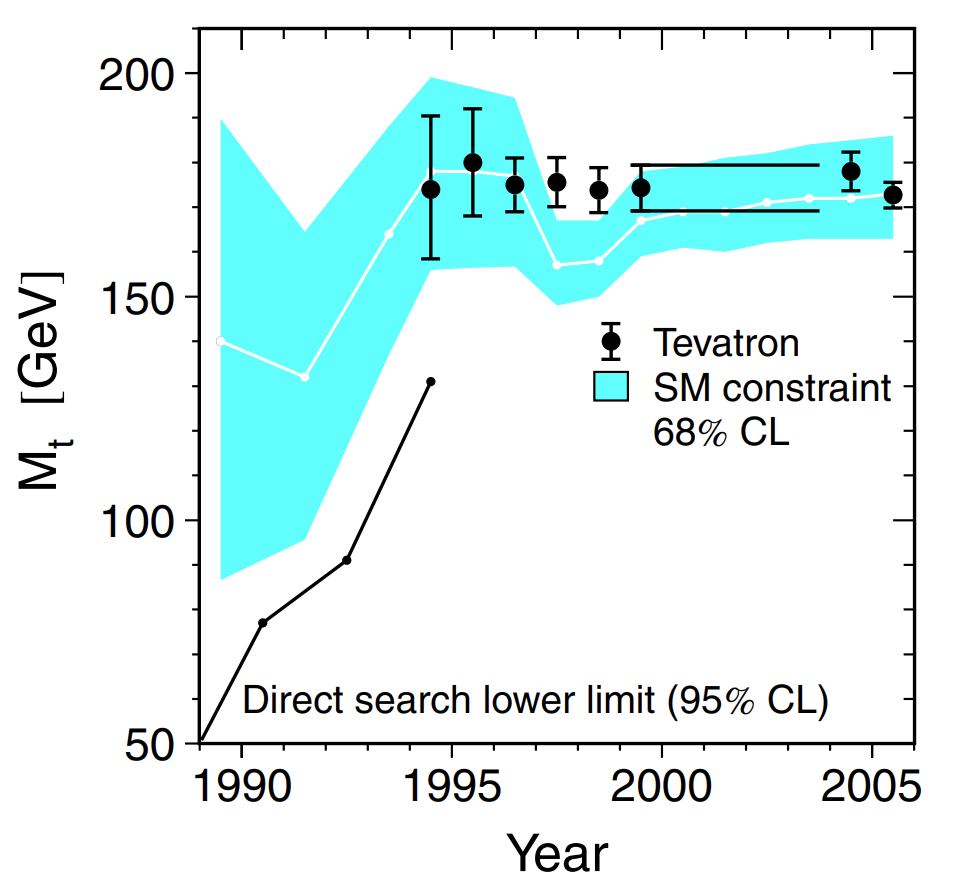 200
150
100
50
M_t [GeV]
Tevatron
SM constraint
68% CL
Direct search lower limit (95% CL)
1990 1995 2000 2005
Year